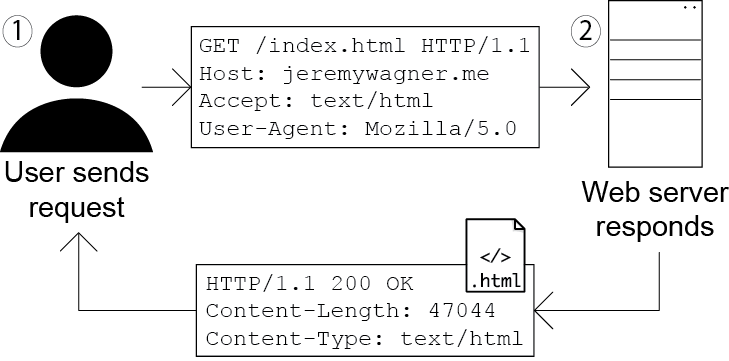 1
GET /index.html HTTP/1.1
Host: jeremywagner.me
Accept: text/html
User-Agent: Mozilla/5.0
2
User sends
request
Web server
responds
</>
.html
HTTP/1.1 200 OK
Content-Length: 47044
Content-Type: text/html